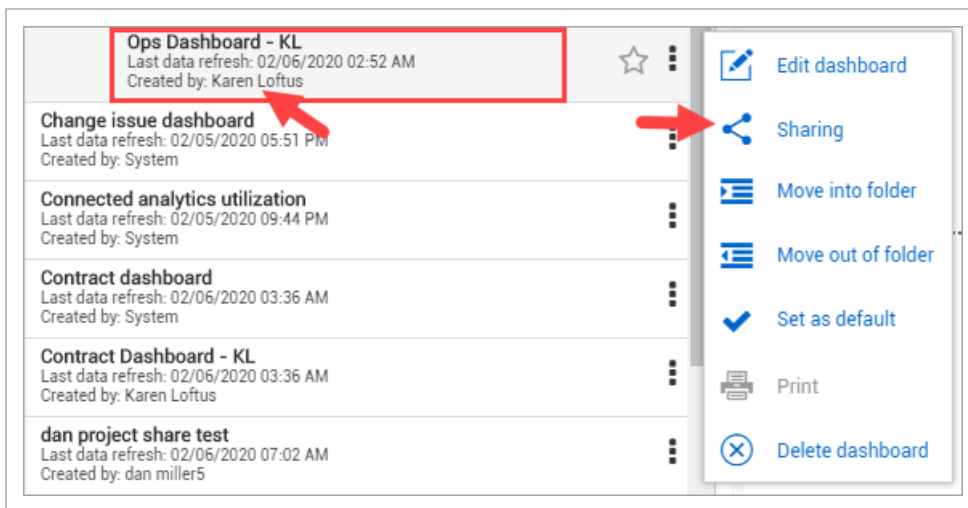 Ops Dashboard - KL
Last data refresh: 02/06/2020 02:52 AM
Created by: Karen Loftus
Change issue dashboard
Last data refresh: 02/05/2020 05:51 PM
Created by: System
Connected analytics utilization
Last data refresh: 02/05/2020 09:44 PM
Created by: System
Contract dashboard
Last data refresh: 02/06/2020 03:36 AM
Created by: System
Contract Dashboard - KL
Last data refresh: 02/06/2020 03:36 AM
Created by: Karen Loftus
dan project share test
Last data refresh: 02/06/2020 07:02 AM
Created by: dan miller5
Edit dashboard
Sharing
Move into folder
Move out of folder
Set as default
Print
Delete dashboard